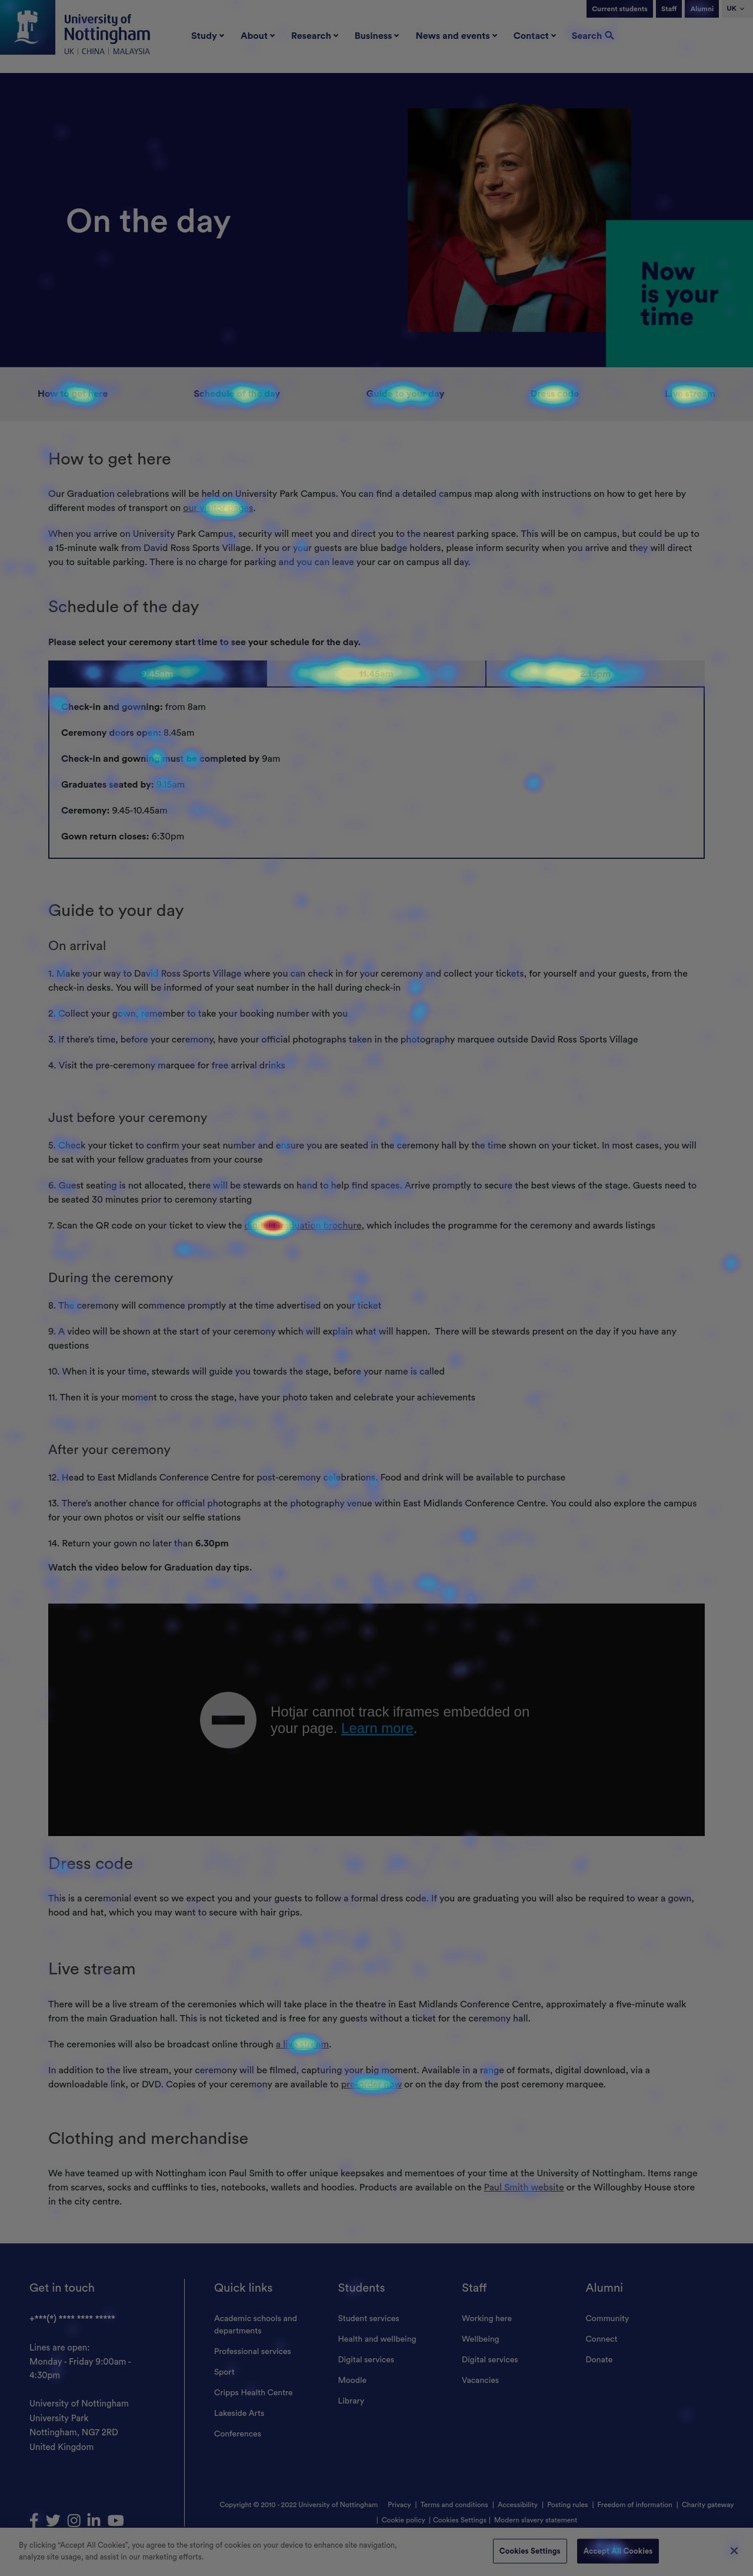 Current students
Staff
Alumni
UK
University of
Nottingham
UK | CHINA | MALAYSIA
Study
About
Research
Business
News and events
Contact
Search
On the day
Now
is your
time
How to get here
Schedule of the day
Guide to your day
Dress code
Live stream
How to get here
Our Graduation celebrations will be held on University Park Campus. You can find a detailed campus map along with instructions on how to get here by
different modes of transport on our visitor pages.
When you arrive on University Park Campus, security will meet you and direct you to the nearest parking space. This will be on campus, but could be up to
a 15-minute walk from David Ross Sports Village. If you or your guests are blue badge holders, please inform security when you arrive and they will direct
you to suitable parking. There is no charge for parking and you can leave your car on campus all day.
Schedule of the day
Please select your ceremony start time to see your schedule for the day.
9.45am
11.45am
Check-in and gowning: from 8am
Ceremony doors open: 8.45am
Check-in and gowning must be completed by 9am
Graduates seated by: 9.15am
Ceremony: 9.45-10.45am
Gown return closes: 6:30pm
Guide to your day
On arrival
1. Make your way to David Ross Sports Village where you can check in for your ceremony and collect your tickets, for yourself and your guests, from the
check-in desks. You will be informed of your seat number in the hall during check-in
2. Collect your gown, remember to take your booking number with you
3. If there's time, before your ceremony, have your official photographs taken in the photography marquee outside David Ross Sports Village
4. Visit the pre-ceremony marquee for free arrival drinks
Just before your ceremony
5. Check your ticket to confirm your seat number and ensure you are seated in the ceremony hall by the time shown on your ticket. In most cases, you will
be sat with your fellow graduates from your course
6. Guest seating is not allocated, there will be stewards on hand to help find spaces. Arrive promptly to secure the best views of the stage. Guests need to
be seated 30 minutes prior to ceremony starting
7. Scan the QR code on your ticket to view the graduation brochure, which includes the programme for the ceremony and awards listings
During the ceremony
8. The ceremony will commence promptly at the time advertised on your ticket
9. A video will be shown at the start of your ceremony which will explain what will happen. There will be stewards present on the day if you have any
questions
10. When it is your time, stewards will guide you towards the stage, before your name is called
11. Then it is your moment to cross the stage, have your photo taken and celebrate your achievements
After your ceremony
12. Head to East Midlands Conference Centre for post-ceremony celebrations. Food and drink will be available to purchase
13. There's another chance for official photographs at the photography venue within East Midlands Conference Centre. You could also explore the campus
for your own photos or visit our selfie stations
14. Return your gown no later than 6.30pm
Watch the video below for Graduation day tips.
Hotjar cannot track iframes embedded on
your page. Learn more.
Dress code
This is a ceremonial event so we expect you and your guests to follow a formal dress code. If you are graduating you will also be required to wear a gown,
hood and hat, which you may want to secure with hair grips.
Live stream
There will be a live stream of the ceremonies which will take place in the theatre in East Midlands Conference Centre, approximately a five-minute walk
from the main Graduation hall. This is not ticketed and is free for any guests without a ticket for the ceremony hall.
The ceremonies will also be broadcast online through a live stream.
In addition to the live stream, your ceremony will be filmed, capturing your big moment. Available in a range of formats, digital download, via a
downloadable link, or DVD. Copies of your ceremony are available to or on the day from the post ceremony marquee.
Clothing and merchandise
We have teamed up with Nottingham icon Paul Smith to offer unique keepsakes and mementoes of your time at the University of Nottingham. Items range
from scarves, socks and cufflinks to ties, notebooks, wallets and hoodies. Products are available on the Paul Smith website or the Willoughby House store
in the city centre.
Get in touch
+***(*) **** **** *****
Lines are open:
Monday - Friday 9:00am -
4:30pm
University of Nottingham
University Park
Nottingham, NG7 2RD
United Kingdom
Quick links
Academic schools and
departments
Professional services
Sport
Cripps Health Centre
Lakeside Arts
Conferences
Students
Student services
Health and wellbeing
Digital services
Moodle
Library
Staff
Working here
Wellbeing
Digital services
Vacancies
Alumni
Community
Connect
Donate
Copyright © 2010 - 2022 University of Nottingham Privacy | Terms and conditions | Accessibility | Posting rules | Freedom of information | Charity gateway
| Cookie policy | Cookies Settings | Modern slavery statement
By clicking "Accept All Cookies", you agree to the storing of cookies on your device to enhance site navigation,
analyze site usage, and assist in our marketing efforts.
Cookies Settings
Accept All Cookies